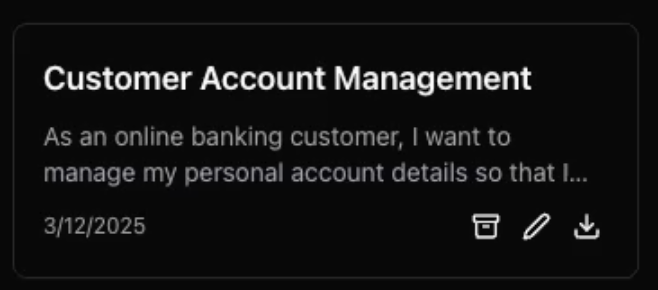 Customer Account Management
As an online banking customer, I want to
manage my personal account details so that I...
3/12/2025